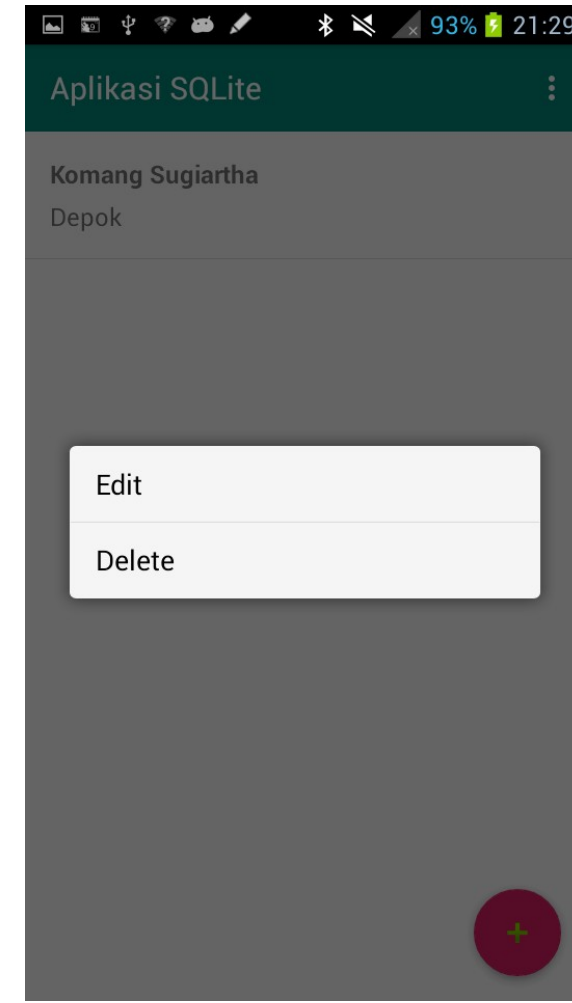 93% 21:29
Aplikasi SQLite
Komang Sugiartha
Depok
Edit
Delete
+